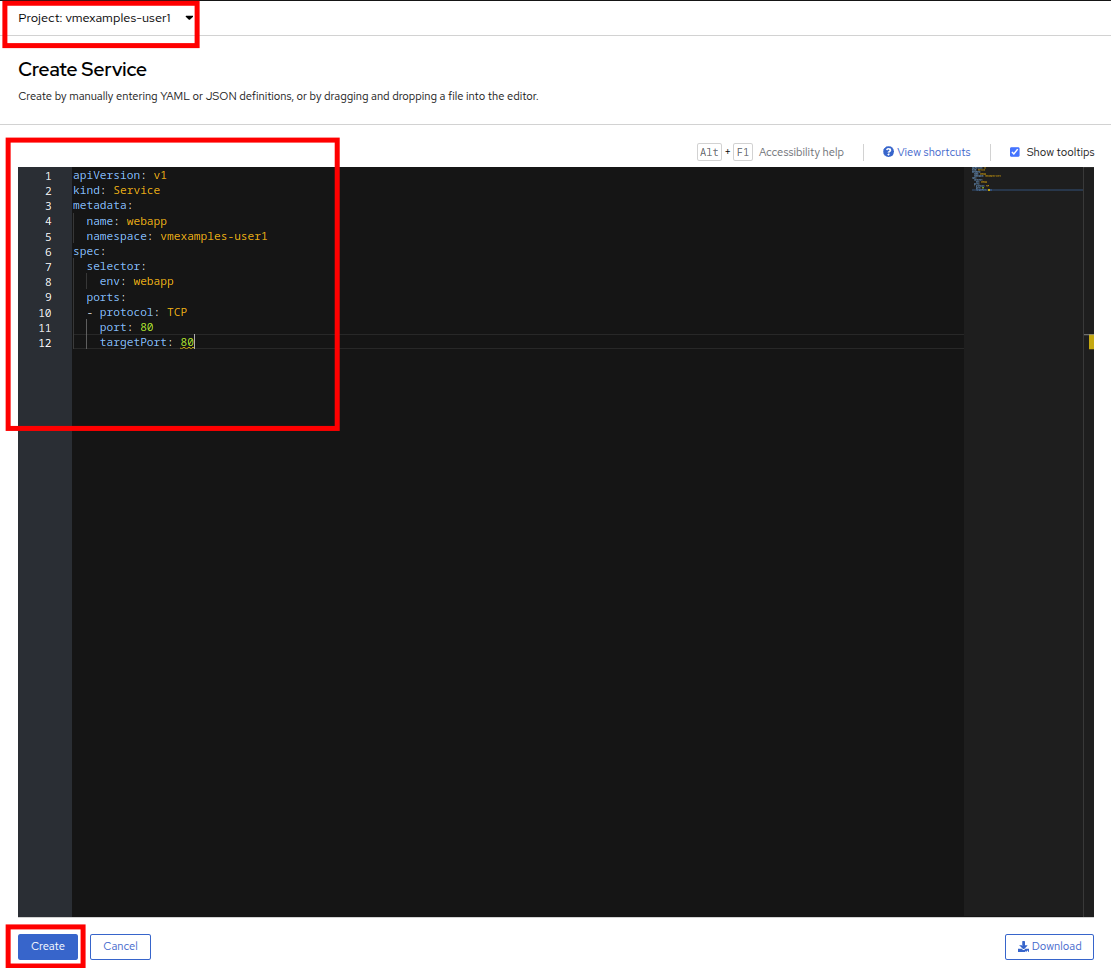 Project: vmexamples-user1
Create Service
Create by manually entering YAML or JSON definitions, or by dragging and dropping a file into the editor.
Alt + F1 Accessibility help View shortcuts Show tooltips
1 apiVersion: v1
2 kind: Service
3 metadata:
4   name: webapp
5   namespace: vmexamples-user1
6 spec:
7   selector:
8     env: webapp
9   ports:
10   - protocol: TCP
11     port: 80
12     targetPort: 80
Create Cancel Download